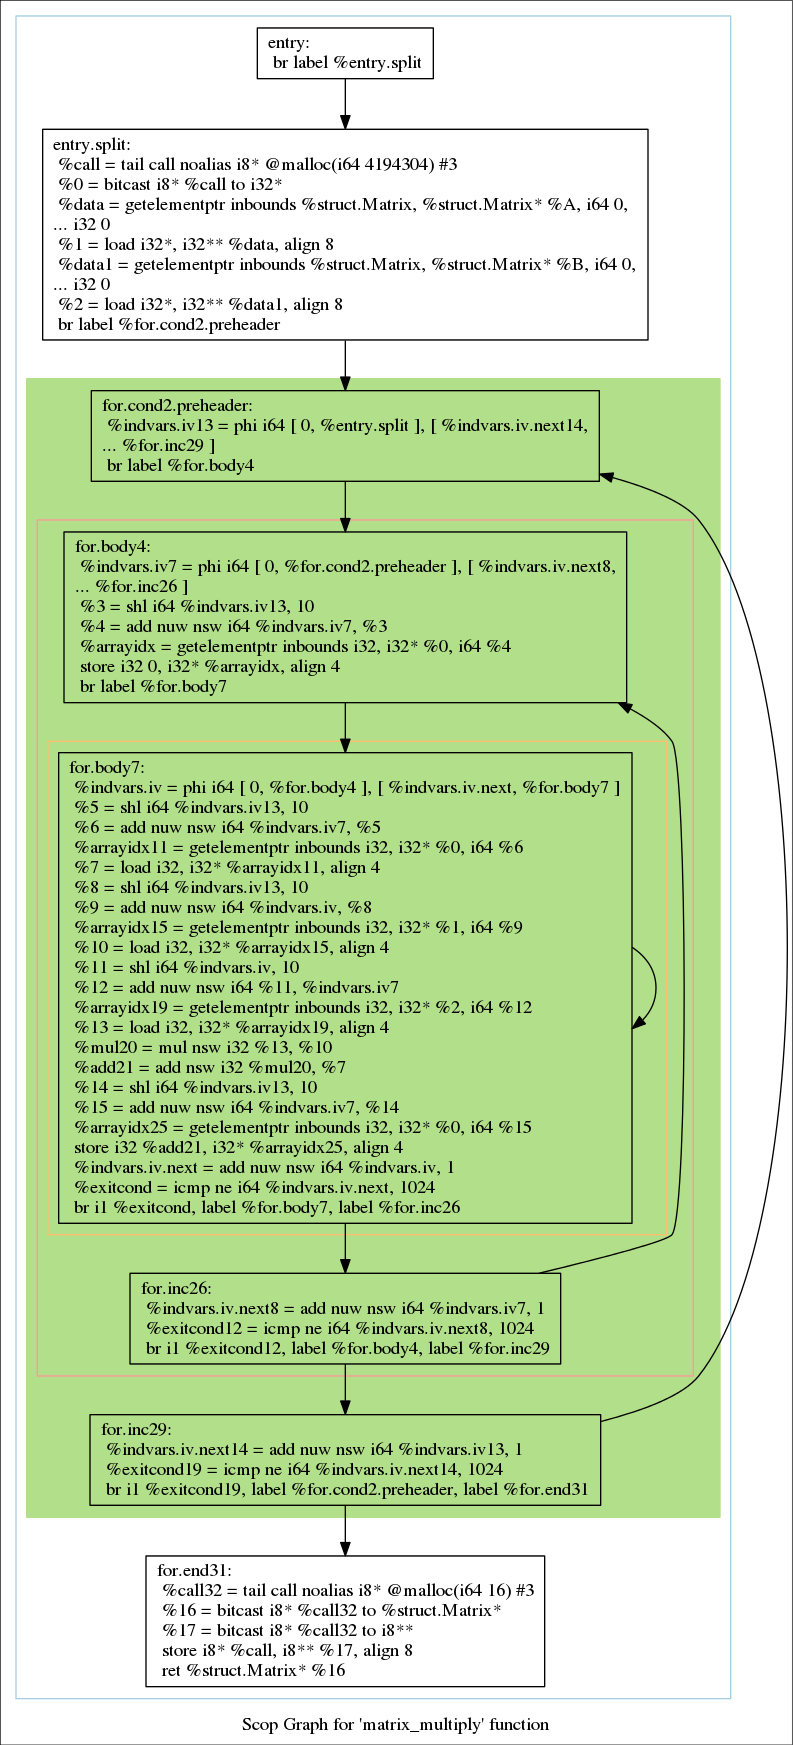 entry:
br label %entry.split
entry.split:
%call = tail call noalias i8* @malloc(i64 4194304) #3
%0 = bitcast i8* %call to i32*
%data = getelementptr inbounds %struct.Matrix, %struct.Matrix* %A, i64 0,
... i32 0
%1 = load i32*, i32** %data, align 8
%data1 = getelementptr inbounds %struct.Matrix, %struct.Matrix* %B, i64 0,
... i32 0
%2 = load i32*, i32** %data1, align 8
br label %for.cond2.preheader
for.cond2.preheader:
%indvars.iv13 = phi i64 [ 0, %entry.split ], [ %indvars.iv.next14,
... %for.inc29 ]
br label %for.body4
for.body4:
%indvars.iv7 = phi i64 [ 0, %for.cond2.preheader ], [ %indvars.iv.next8,
... %for.inc26 ]
%3 = shl i64 %indvars.iv13, 10
%4 = add nuw nsw i64 %indvars.iv7, %3
%arrayidx = getelementptr inbounds i32, i32* %0, i64 %4
store i32 0, i32* %arrayidx, align 4
br label %for.body7
for.body7:
%indvars.iv = phi i64 [ 0, %for.body4 ], [ %indvars.iv.next, %for.body7 ]
%5 = shl i64 %indvars.iv13, 10
%6 = add nuw nsw i64 %indvars.iv7, %5
%arrayidx11 = getelementptr inbounds i32, i32* %0, i64 %6
%7 = load i32, i32* %arrayidx11, align 4
%8 = shl i64 %indvars.iv13, 10
%9 = add nuw nsw i64 %indvars.iv, %8
%arrayidx15 = getelementptr inbounds i32, i32* %1, i64 %9
%10 = load i32, i32* %arrayidx15, align 4
%11 = shl i64 %indvars.iv, 10
%12 = add nuw nsw i64 %11, %indvars.iv7
%arrayidx19 = getelementptr inbounds i32, i32* %2, i64 %12
%13 = load i32, i32* %arrayidx19, align 4
%mul20 = mul nsw i32 %13, %10
%add21 = add nsw i32 %mul20, %7
%14 = shl i64 %indvars.iv13, 10
%15 = add nuw nsw i64 %indvars.iv7, %14
%arrayidx25 = getelementptr inbounds i32, i32* %0, i64 %15
store i32 %add21, i32* %arrayidx25, align 4
%indvars.iv.next = add nuw nsw i64 %indvars.iv, 1
%exitcond = icmp ne i64 %indvars.iv.next, 1024
br i1 %exitcond, label %for.body7, label %for.inc26
for.inc26:
%indvars.iv.next8 = add nuw nsw i64 %indvars.iv7, 1
%exitcond12 = icmp ne i64 %indvars.iv.next8, 1024
br i1 %exitcond12, label %for.body4, label %for.inc29
for.inc29:
%indvars.iv.next14 = add nuw nsw i64 %indvars.iv13, 1
%exitcond19 = icmp ne i64 %indvars.iv.next14, 1024
br i1 %exitcond19, label %for.cond2.preheader, label %for.end31
for.end31:
%call32 = tail call noalias i8* @malloc(i64 16) #3
%16 = bitcast i8* %call32 to %struct.Matrix*
%17 = bitcast i8* %call32 to i8**
store i8* %call, i8** %17, align 8
ret %struct.Matrix* %16
Scop Graph for 'matrix_multiply' function